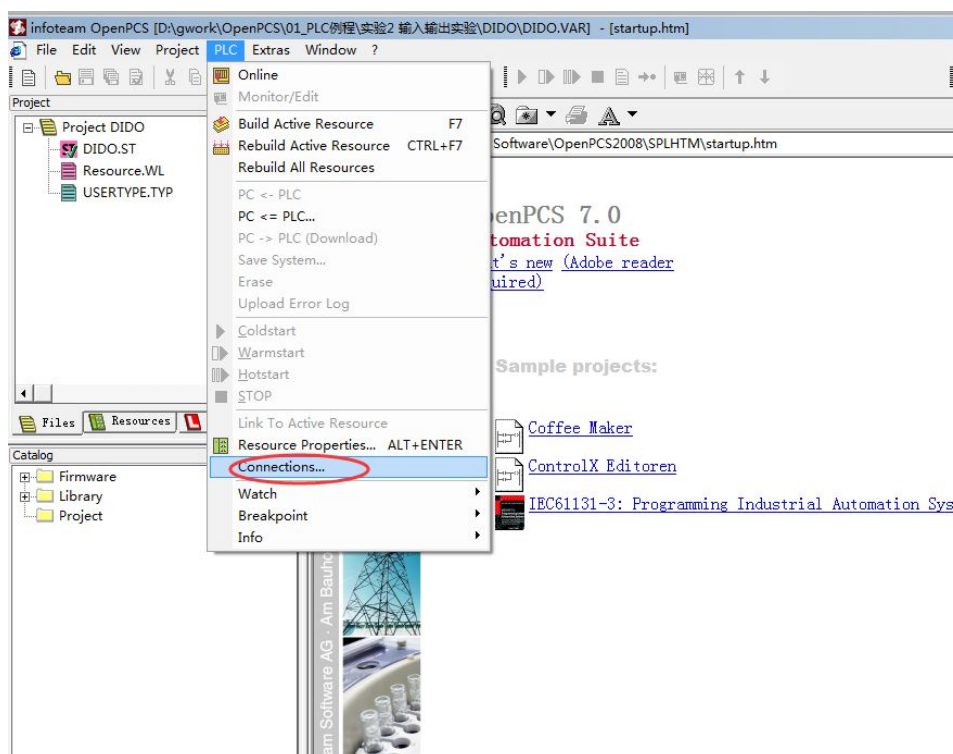 infoteam OpenPCS [D:\gwork\OpenPCS\01_PLC例程\实验2 输入输出实验\DIDO\DIDO.VAR] - [startup.htm]
File Edit View Project PLC Extras Window ?
Project
Project DIDO
DIDO.ST
Resource.WL
USERTYPE.TYP
Files Resources L
Catalog
Firmware
Library
Project
Online
Monitor/Edit
Build Active Resource F7
Rebuild Active Resource CTRL+F7
Rebuild All Resources
PC <- PLC
PC <= PLC...
PC -> PLC (Download)
Save System...
Erase
Upload Error Log
Coldstart
Warmstart
Hotstart
STOP
Link To Active Resource
Resource Properties... ALT+ENTER
Connections...
Watch
Breakpoint
Info
Software\OpenPCS2008\SPLHTM\startup.htm
enPCS 7.0
tomation Suite
t's new (Adobe reader
uired)
Sample projects:
Coffee Maker
ControlX Editoren
IEC61131-3: Programming Industrial Automation Sys
am Software AG · Am Bauho